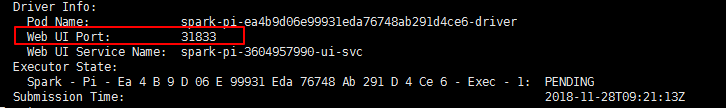 Driver Info:
Pod Name: spark-pi-ea4b9d06e99931eda76748ab291d4ce6-driver
Web UI Port: 31833
Web UI Service Name: spark-pi-3604957990-ui-svc
Executor State:
Spark - Pi - Ea 4 B 9 D 06 E 99931 Eda 76748 Ab 291 D 4 Ce 6 - Exec - 1: PENDING
Submission Time: 2018-11-28T09:21:13Z